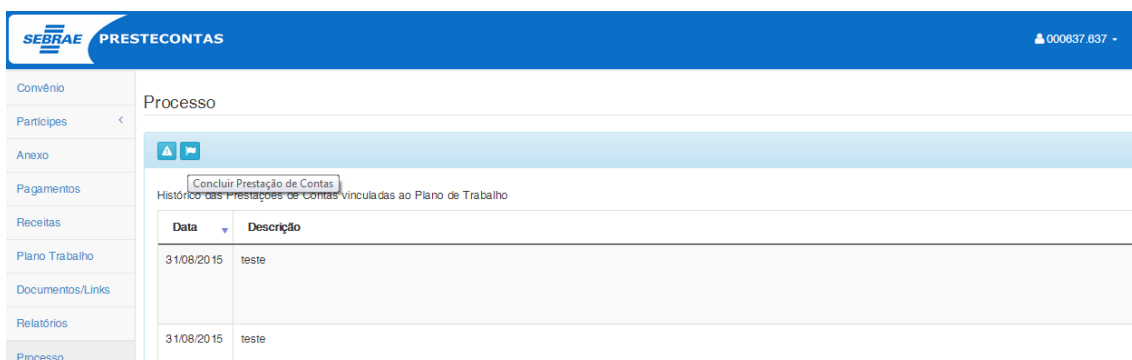 SEBRAE PRESTECONTAS 000637.637
Convênio
Processo
Partícipes
Anexo
Concluir Prestação de Contas
Pagamentos
Histórico das Prestações de Contas vinculadas ao Plano de Trabalho
Receitas
Data Descrição
Plano Trabalho
31/08/2015 teste
Documentos/Links
Relatórios
31/08/2015 teste
Processo